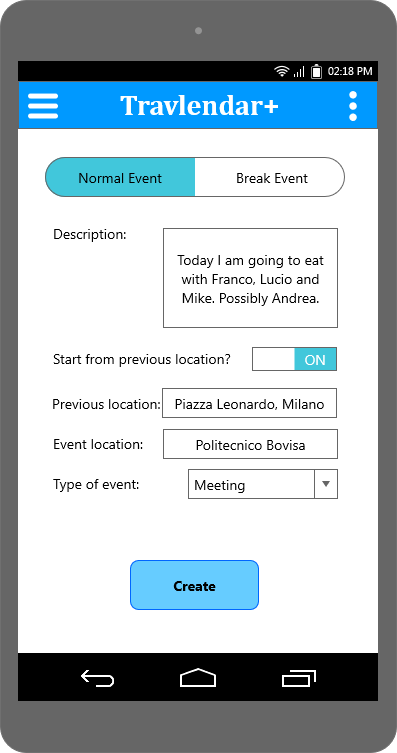 02:18 PM
Travlendar+
Normal Event
Break Event
Description:
Today I am going to eat
with Franco, Lucio and
Mike. Possibly Andrea.
Start from previous location?
ON
Previous location:
Piazza Leonardo, Milano
Event location:
Politecnico Bovisa
Type of event:
Meeting
Create